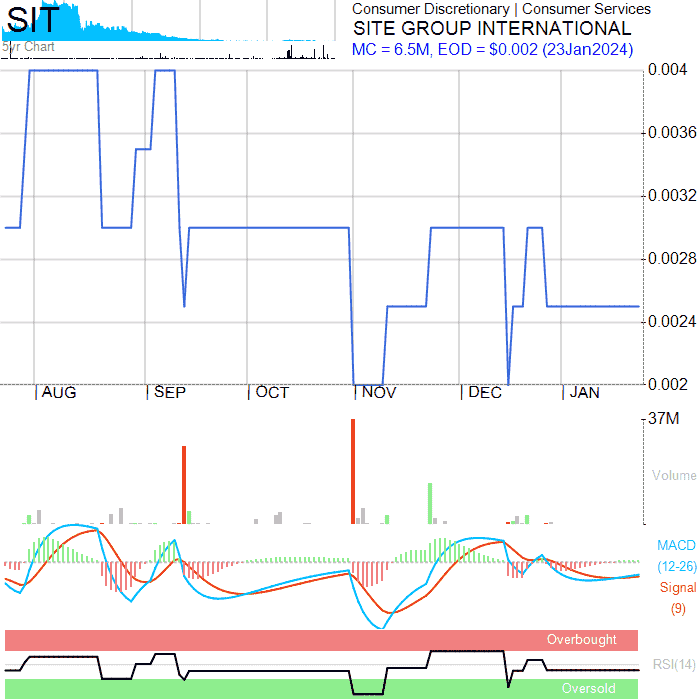 SIT
5yr Chart
Consumer Discretionary | Consumer Services
SITE GROUP INTERNATIONAL
MC = 6.5M, EOD = $0.002 (23Jan2024)
0.004
0.0036
0.0032
0.0028
0.0024
0.002
AUG SEP OCT NOV DEC JAN
37M
Volume
MACD
(12-26)
Signal
(9)
Overbought
RSI(14)
Oversold